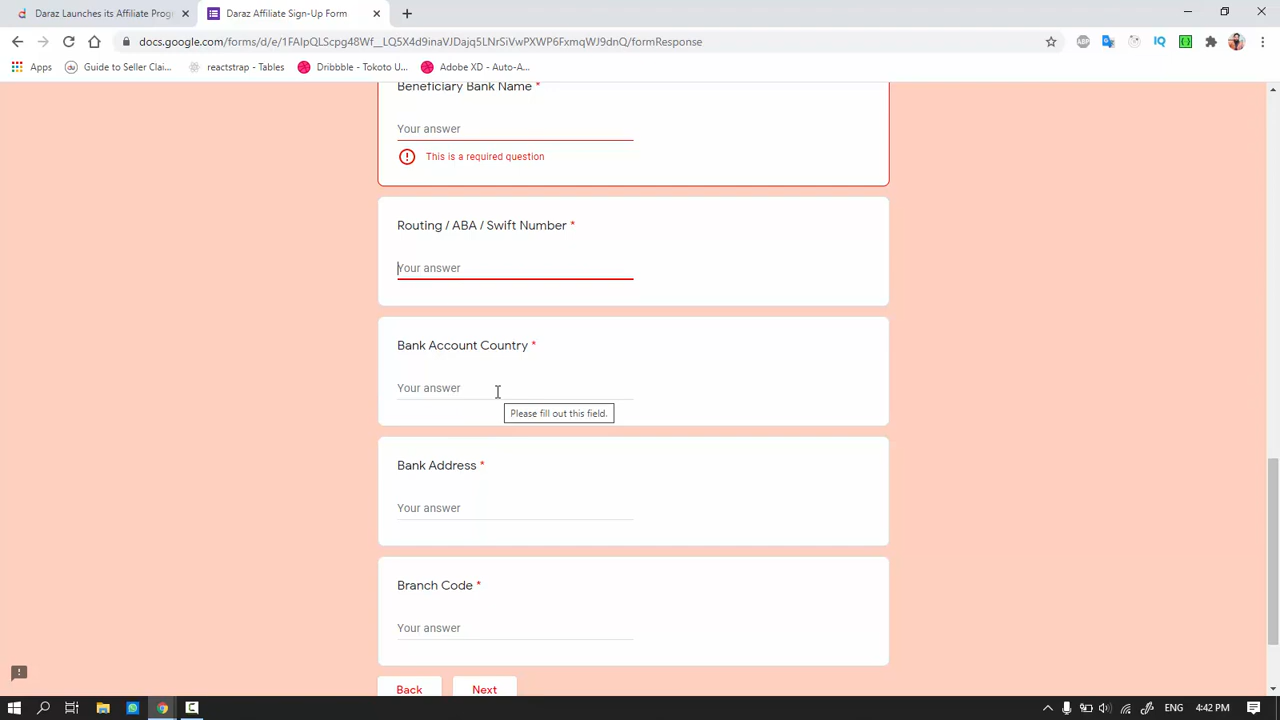 Daraz Launches its Affiliate Prog
Daraz Affiliate Sign-Up Form
docs.google.com/forms/d/e/1FAIpQLScpg48Wf__LQ5X4d9inaVJDajq5LNrSiVwPXWP6FxmqWJ9dnQ/formResponse
ABP
IQ
Apps
Guide to Seller Clai...
reactstrap - Tables
Dribbble - Tokoto U...
Adobe XD - Auto-A...
Beneficiary Bank Name *
Your answer
This is a required question
Routing / ABA / Swift Number *
Your answer
Bank Account Country *
Your answer
Please fill out this field.
Bank Address *
Your answer
Branch Code *
Your answer
Back
Next
ENG
4:42 PM